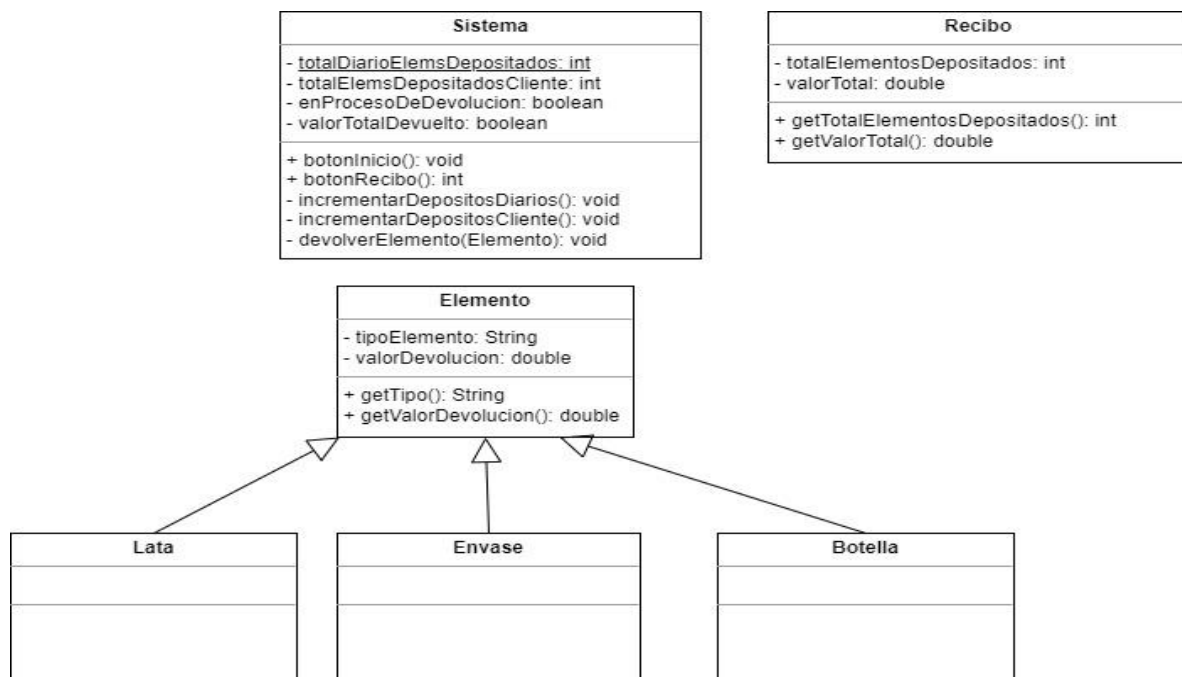 Sistema
- totalDiarioElemsDepositados: int
- totalElemsDepositadosCliente: int
- enProcesoDeDevolucion: boolean
- valorTotalDevuelto: boolean
+ botonInicio(): void
+ botonRecibo(): int
- incrementarDepositosDiarios(): void
- incrementarDepositosCliente(): void
- devolverElemento(Elemento): void
Recibo
- totalElementosDepositados: int
- valorTotal: double
+ getTotalElementosDepositados(): int
+ getValorTotal(): double
Elemento
- tipoElemento: String
- valorDevolucion: double
+ getTipo(): String
+ getValorDevolucion(): double
Lata
Envase
Botella